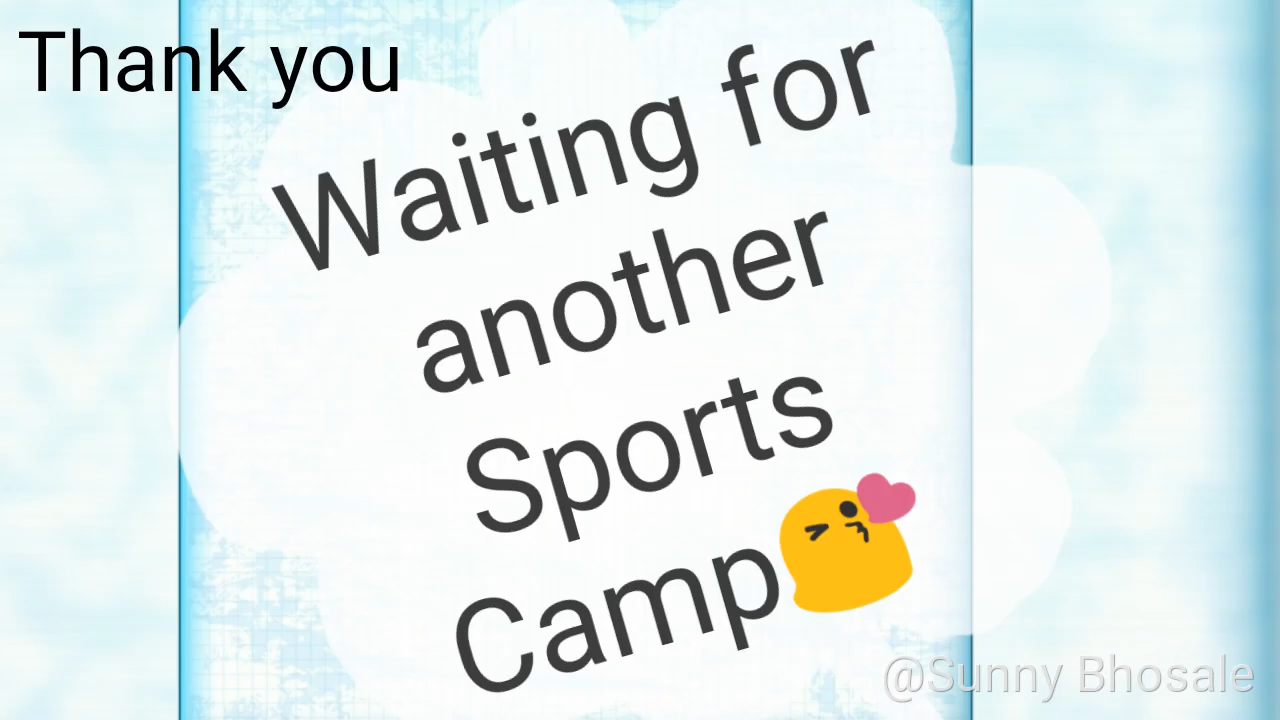 Thank you
Waiting for
another
Sports
Camp😘
@Sunny Bhosale